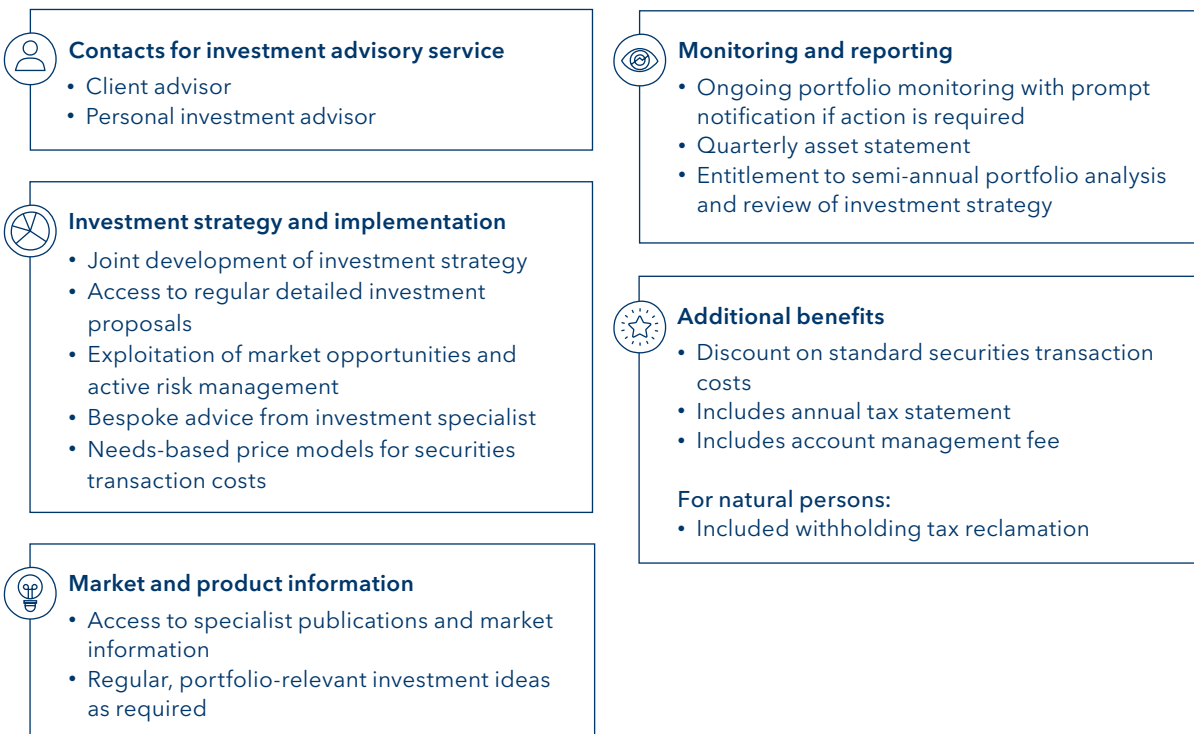 Contacts for investment advisory service
• Client advisor
• Personal investment advisor
Investment strategy and implementation
• Joint development of investment strategy
• Access to regular detailed investment
proposals
• Exploitation of market opportunities and
active risk management
• Bespoke advice from investment specialist
• Needs-based price models for securities
transaction costs
Market and product information
• Access to specialist publications and market
information
• Regular, portfolio-relevant investment ideas
as required
Monitoring and reporting
• Ongoing portfolio monitoring with prompt
notification if action is required
• Quarterly asset statement
• Entitlement to semi-annual portfolio analysis
and review of investment strategy
Additional benefits
• Discount on standard securities transaction
costs
• Includes annual tax statement
• Includes account management fee
For natural persons:
• Included withholding tax reclamation